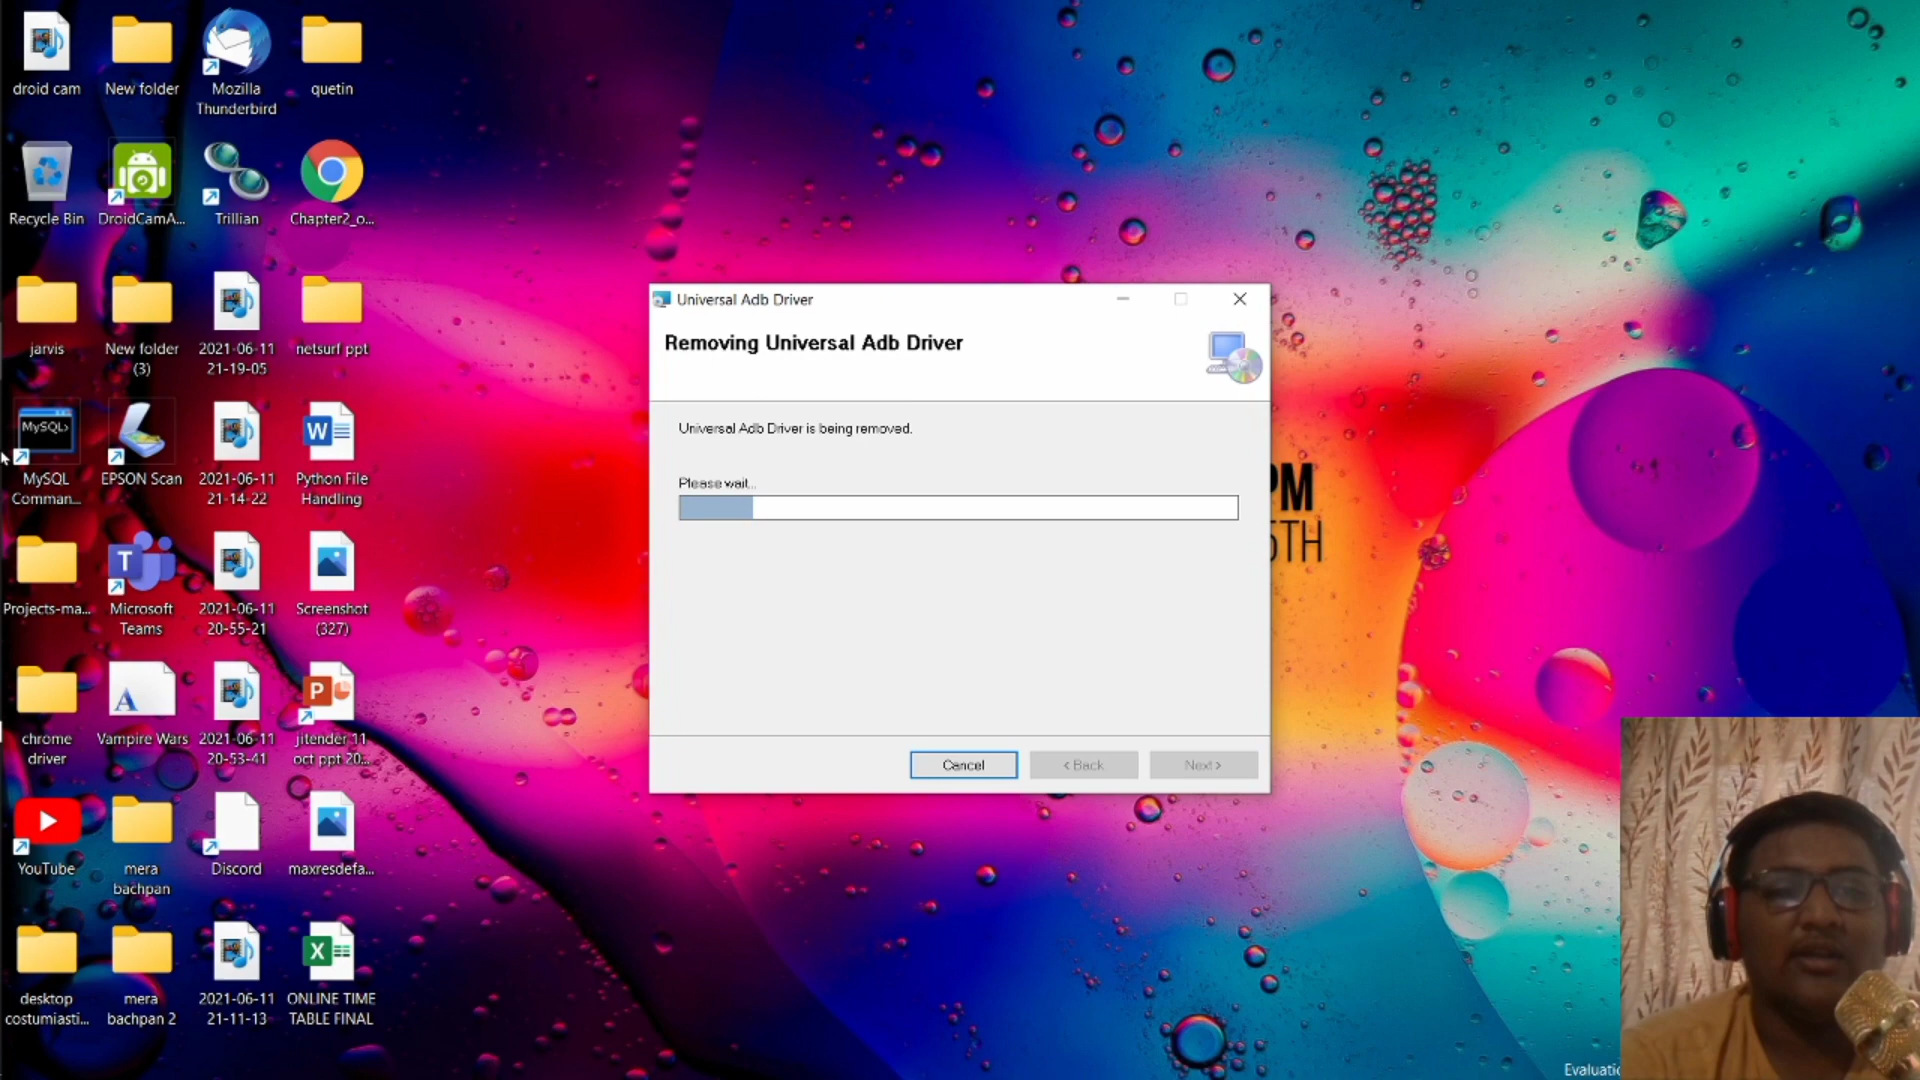 droid cam
New folder
Mozilla
Thunderbird
quetin
Recycle Bin
DroidCamA...
Trillian
Chapter2_o...
jarvis
New folder
(3)
2021-06-11
21-19-05
netsurf ppt
MySQL>
MySQL
Comman...
EPSON Scan
2021-06-11
21-14-22
W
Python File
Handling
Projects-ma...
T
Microsoft
Teams
2021-06-11
20-55-21
Screenshot
(327)
chrome
driver
A
Vampire Wars
2021-06-11
20-53-41
P
jitender 11
oct ppt 20...
YouTube
mera
bachpan
Discord
maxresdefa...
desktop
costumiasti...
mera
bachpan 2
2021-06-11
21-11-13
X
ONLINE TIME
TABLE FINAL
Universal Adb Driver
Removing Universal Adb Driver
Universal Adb Driver is being removed.
Please wait...
Cancel
< Back
Next >
PM
5TH